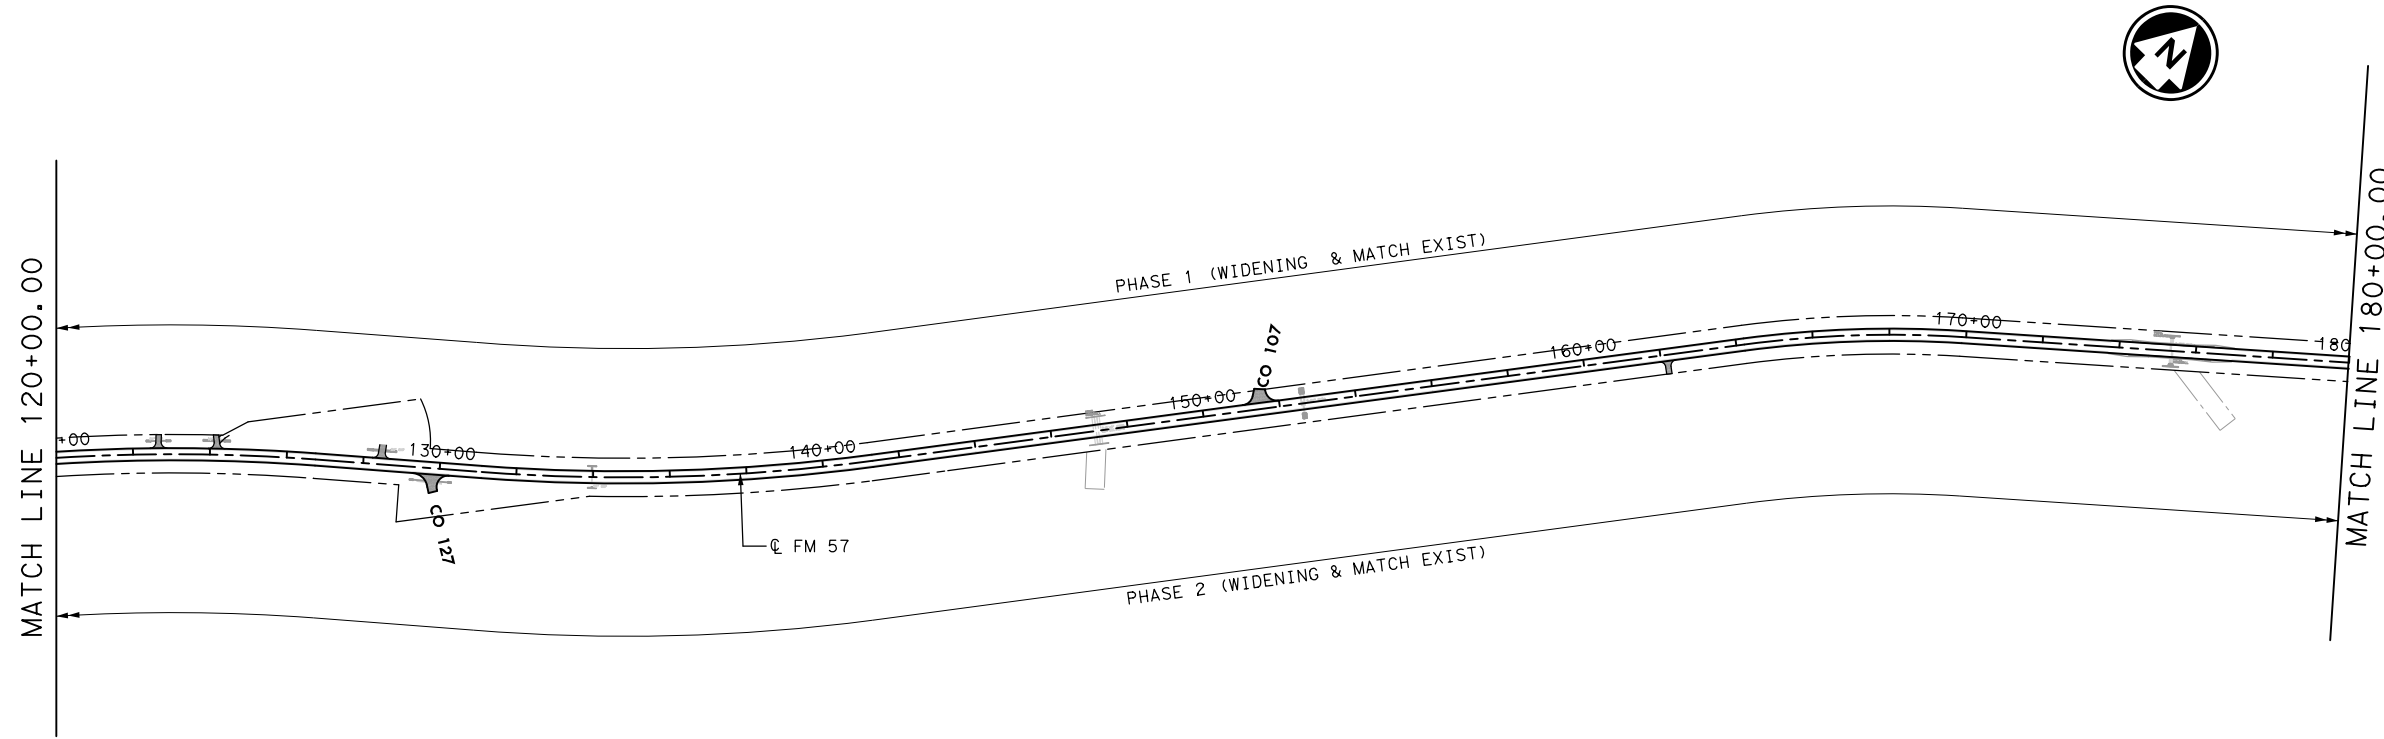 N
MATCH LINE 180+00.00
PHASE 1 (WIDENING & MATCH EXIST)
CO 107
170+00
160+00
180
150+00
+00
130+00
140+00
CO 127
℄ FM 57
MATCH LINE 120+00.00
PHASE 2 (WIDENING & MATCH EXIST)